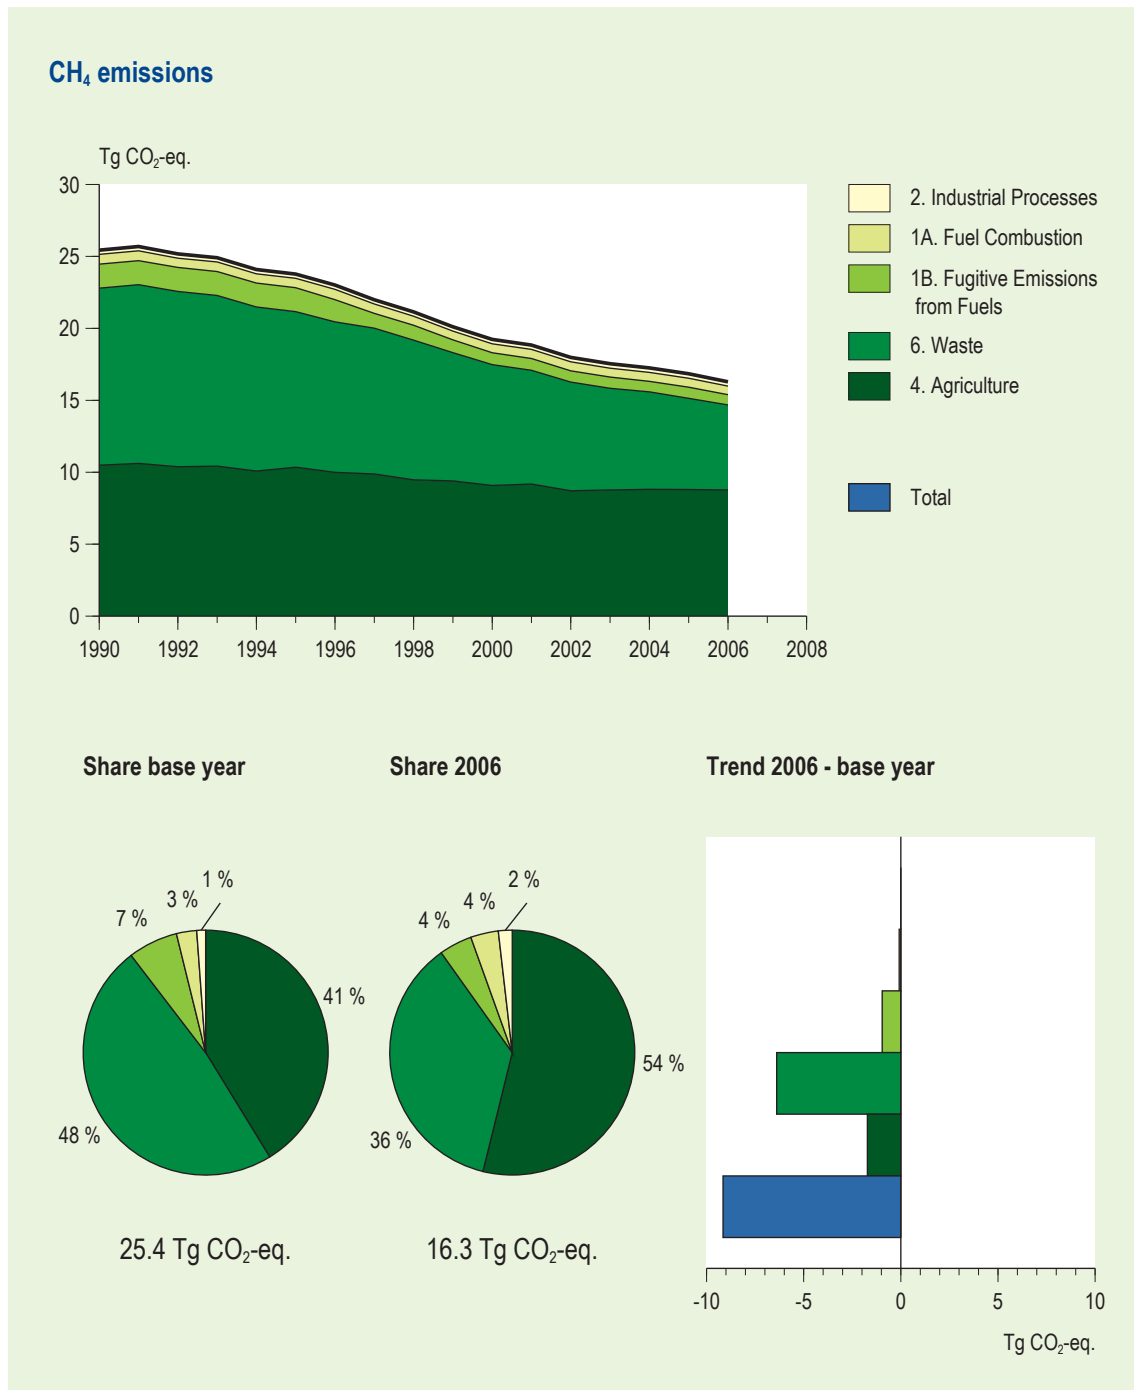 CH₄ emissions
Tg CO₂-eq.
30
25
20
15
10
5
0
1990 1992 1994 1996 1998 2000 2002 2004 2006 2008
2. Industrial Processes
1A. Fuel Combustion
1B. Fugitive Emissions
from Fuels
6. Waste
4. Agriculture
Total
Share base year
1 %
3 %
7 %
41 %
48 %
25.4 Tg CO₂-eq.
Share 2006
2 %
4 %
4 %
54 %
36 %
16.3 Tg CO₂-eq.
Trend 2006 - base year
-10 -5 0 5 10
Tg CO₂-eq.